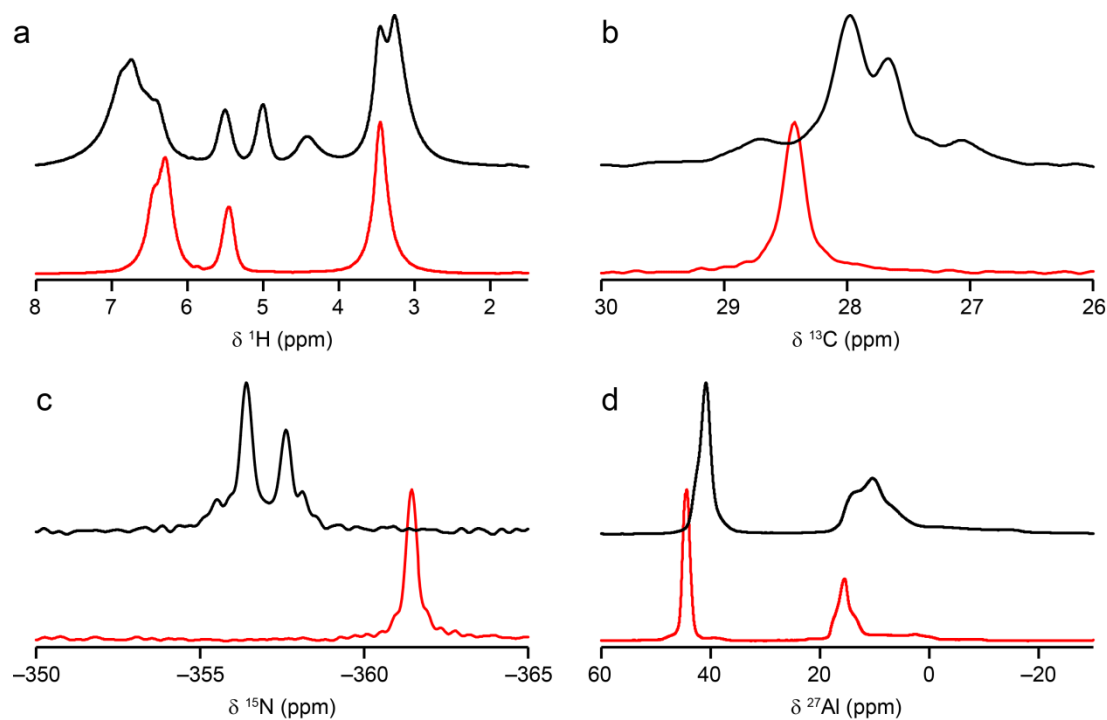 a
8 7 6 5 4 3 2
δ ¹H (ppm)
b
30 29 28 27 26
δ ¹³C (ppm)
c
–350 –355 –360 –365
δ ¹⁵N (ppm)
d
60 40 20 0 –20
δ ²⁷Al (ppm)